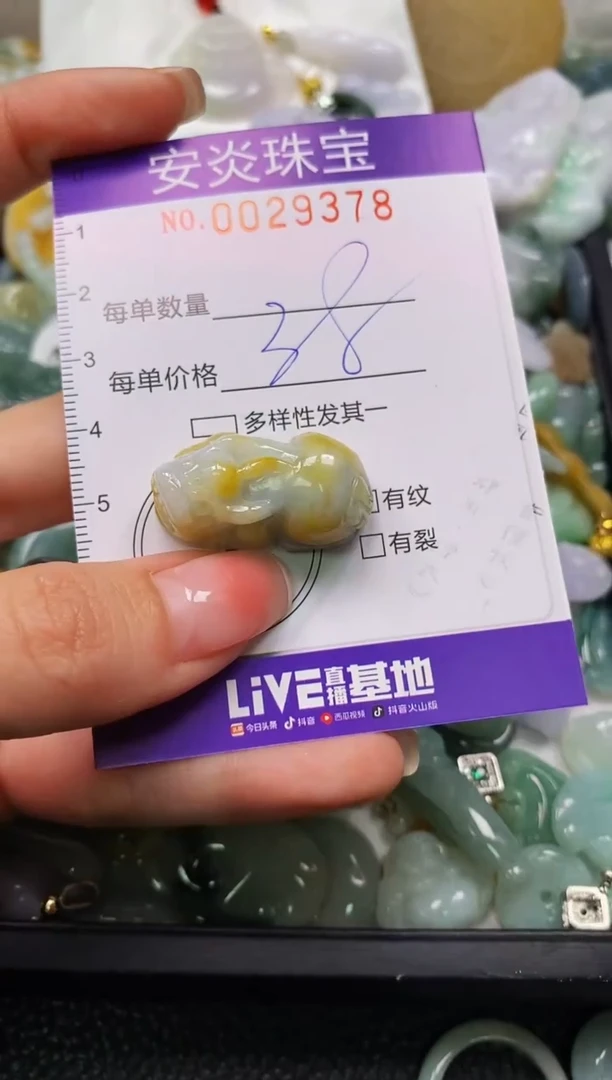 安炎珠宝
NO.0029378
1
2
每单数量
38
3
每单价格
4
多样性发其一
5
有纹
有裂
LiVE直播基地
今日头条 抖音 西瓜视频 抖音火山版